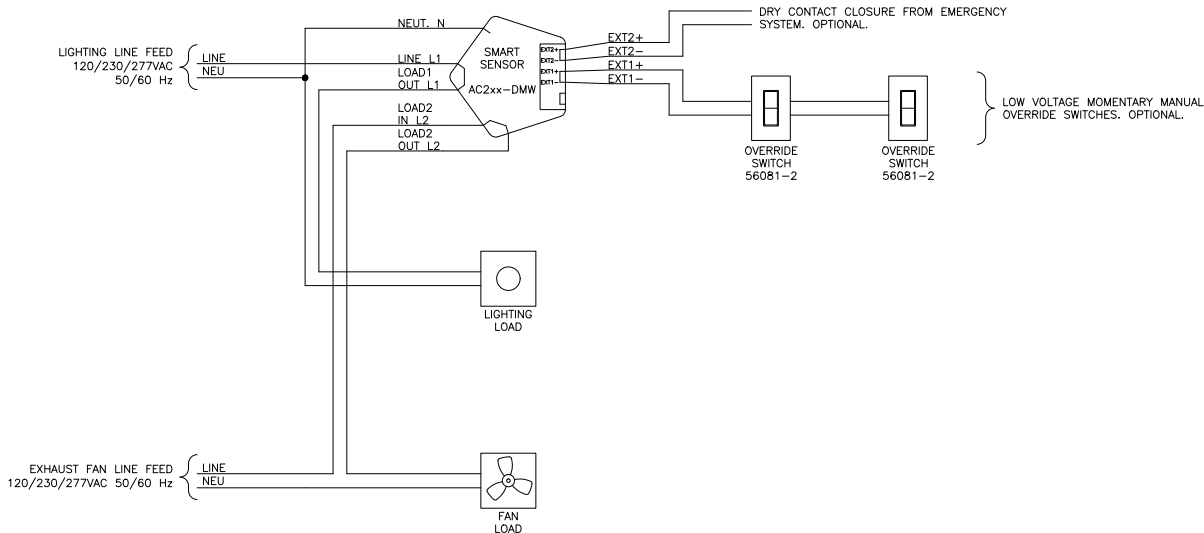 LIGHTING LINE FEED
120/230/277VAC
50/60 Hz
LINE
NEU
NEUT. N
LINE L1
LOAD1
OUT L1
LOAD2
IN L2
LOAD2
OUT L2
SMART
SENSOR
AC2xx-DMW
EXT2+
EXT2-
EXT1+
EXT1-
EXT2+
EXT2-
EXT1+
EXT1-
DRY CONTACT CLOSURE FROM EMERGENCY
SYSTEM. OPTIONAL.
OVERRIDE
SWITCH
56081-2
OVERRIDE
SWITCH
56081-2
LOW VOLTAGE MOMENTARY MANUAL
OVERRIDE SWITCHES. OPTIONAL.
LIGHTING
LOAD
EXHAUST FAN LINE FEED
120/230/277VAC 50/60 Hz
LINE
NEU
FAN
LOAD